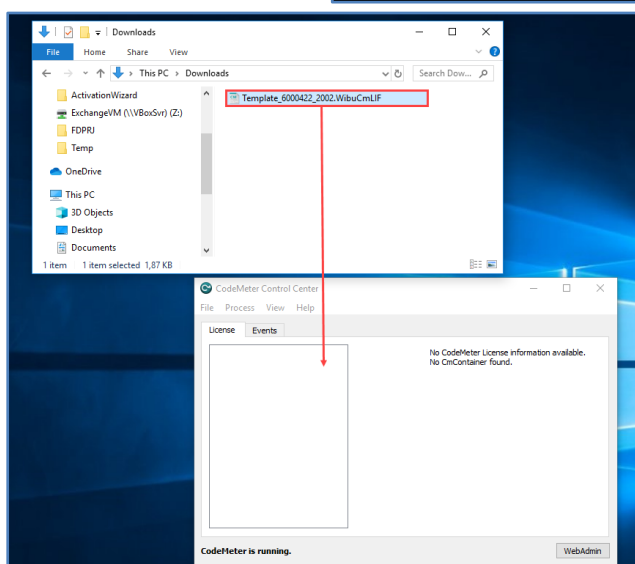 Downloads
File Home Share View
This PC > Downloads
Search Dow...
ActivationWizard
ExchangeVM (\\VBoxSvr) (Z:)
FDPRJ
Temp
OneDrive
This PC
3D Objects
Desktop
Documents
Template_6000422_2002.WibuCmLIF
1 item 1 item selected 1,87 KB
CodeMeter Control Center
File Process View Help
License Events
No CodeMeter License information available.
No CmContainer found.
CodeMeter is running.
WebAdmin